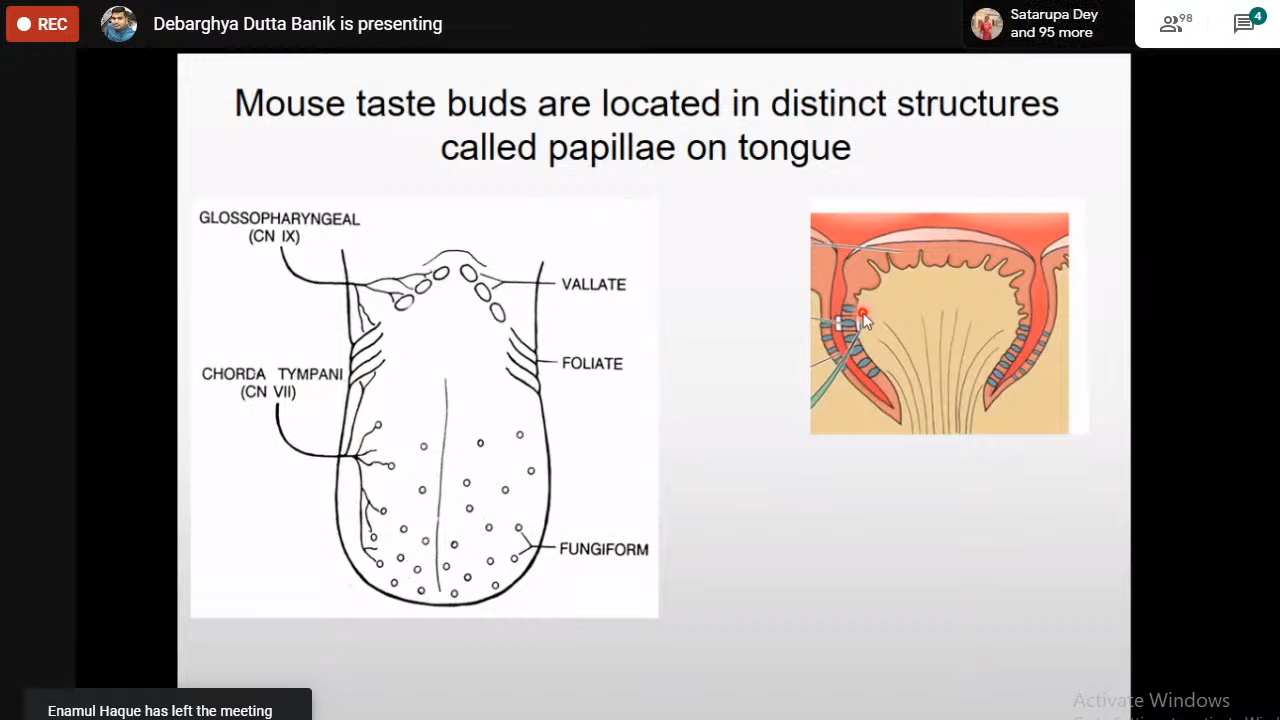 REC
Debarghya Dutta Banik is presenting
Satarupa Dey
and 95 more
98
4
Mouse taste buds are located in distinct structures
called papillae on tongue
GLOSSOPHARYNGEAL
(CN IX)
VALLATE
FOLIATE
CHORDA TYMPANI
(CN VII)
FUNGIFORM
Activate Windows
Enamul Haque has left the meeting